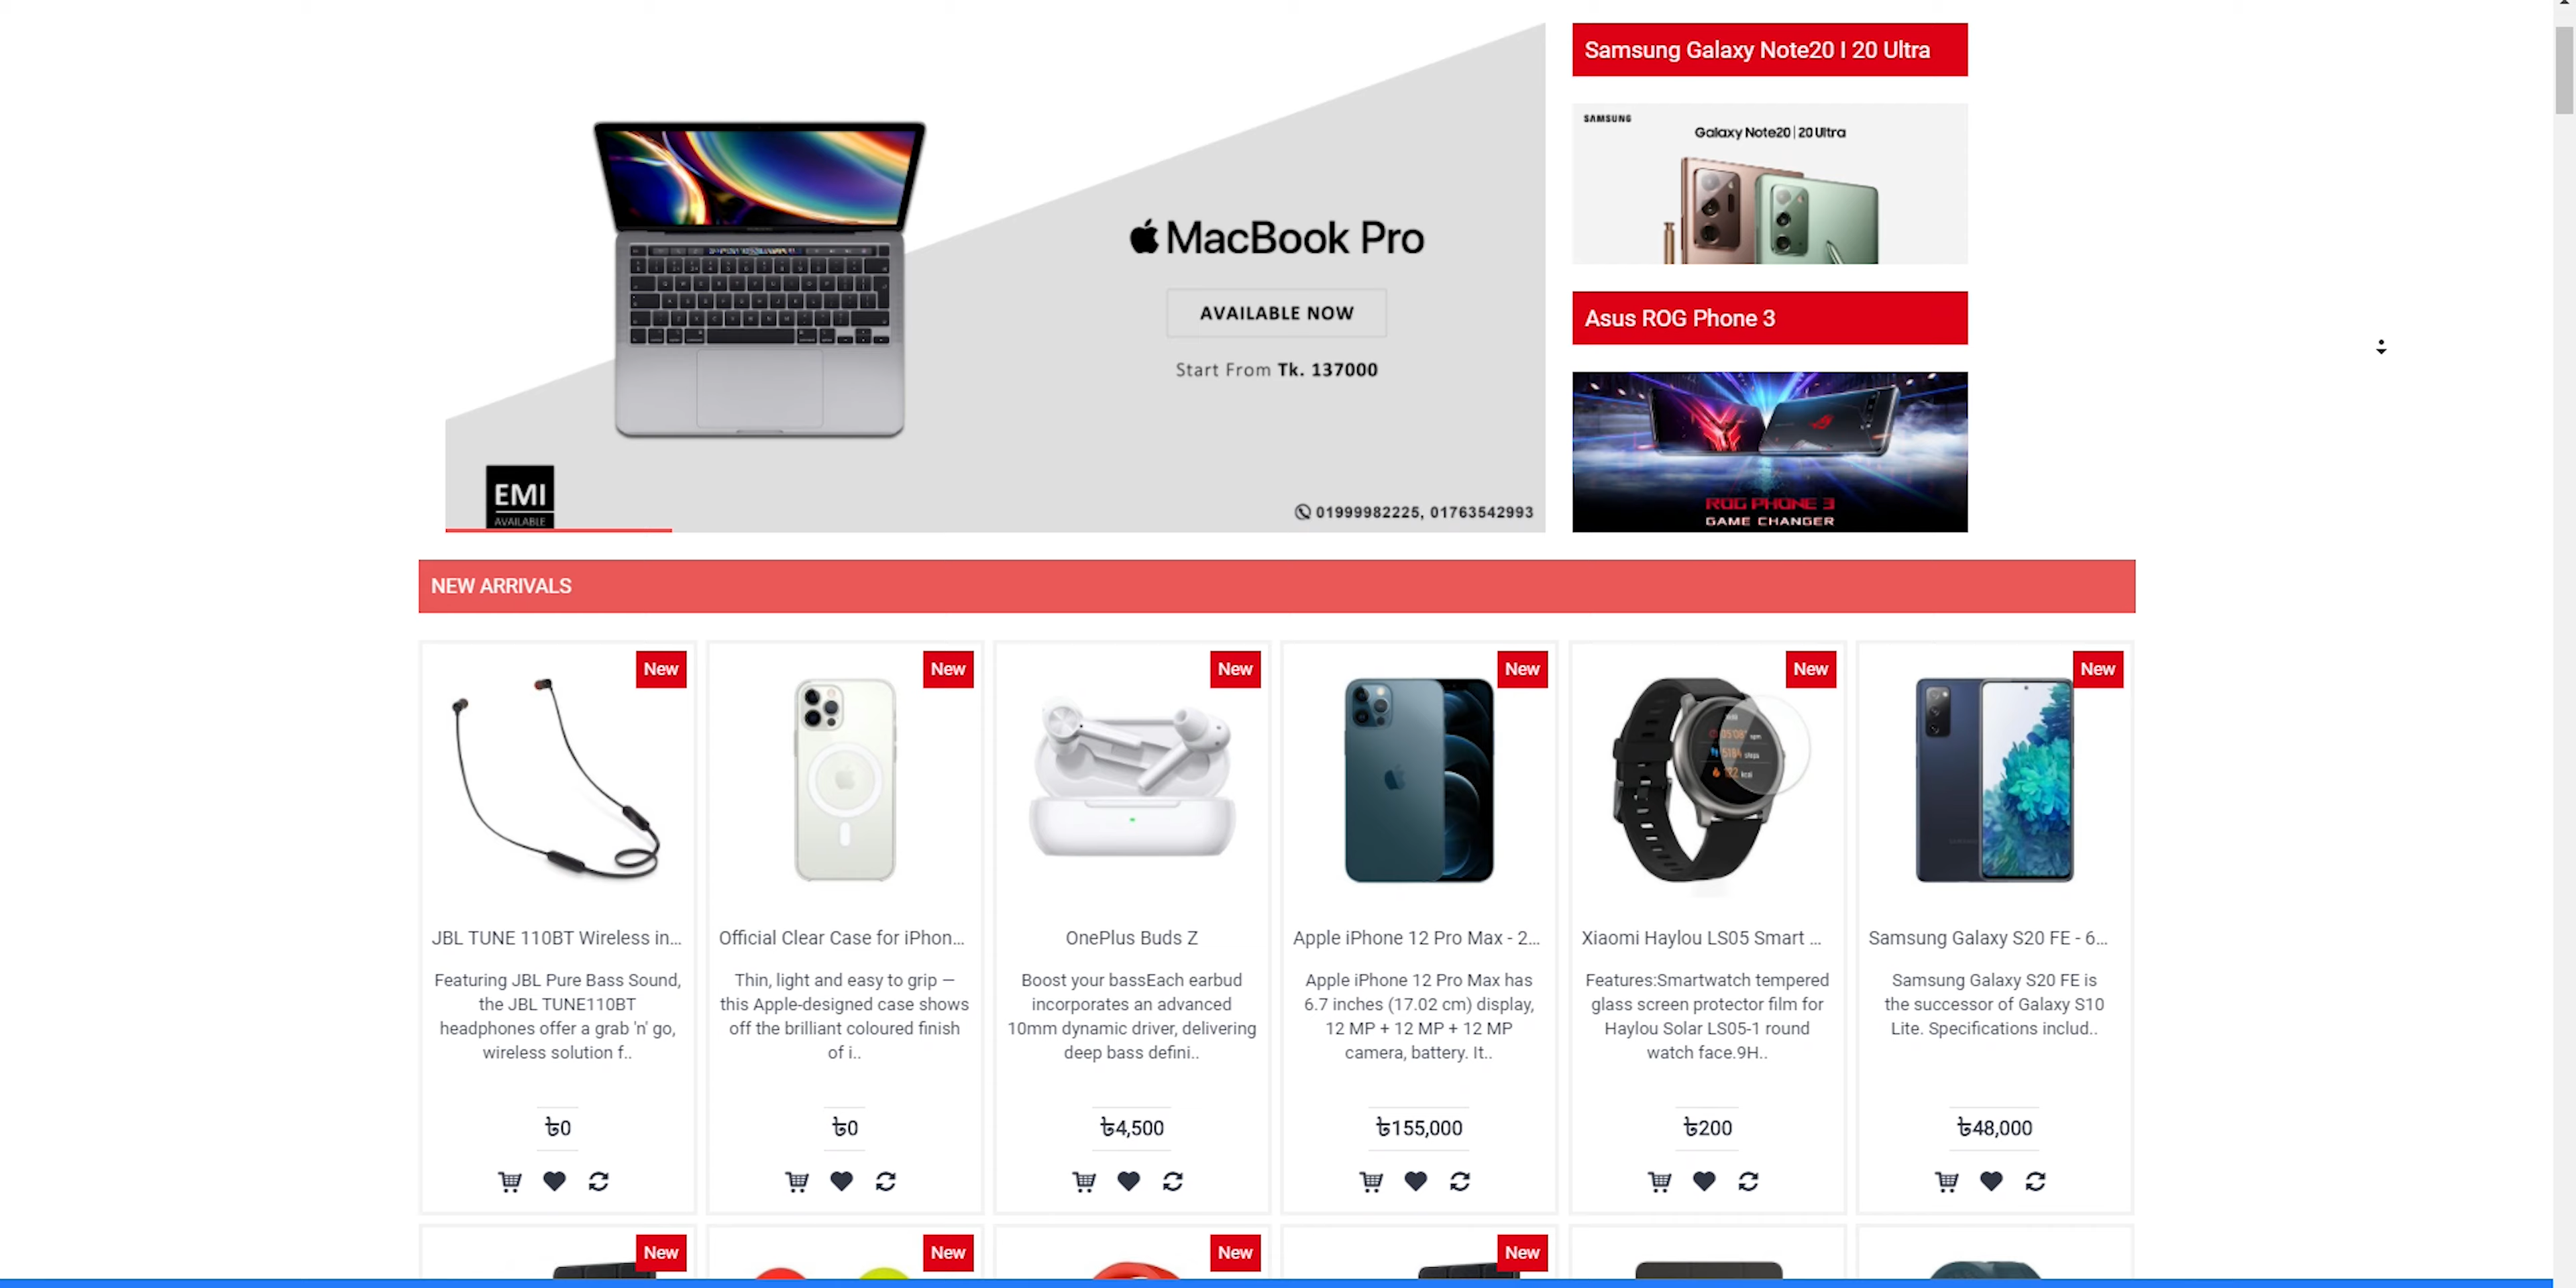 Samsung Galaxy Note20 I 20 Ultra
SAMSUNG
Galaxy Note20 | 20 Ultra
MacBook Pro
AVAILABLE NOW
Start From Tk. 137000
Asus ROG Phone 3
EMI
AVAILABLE
01999982225, 01763542993
ROG PHONE 3
GAME CHANGER
NEW ARRIVALS
New
New
New
New
New
New
JBL TUNE 110BT Wireless in...
Featuring JBL Pure Bass Sound,
the JBL TUNE110BT
headphones offer a grab 'n' go,
wireless solution f..
৳0
Official Clear Case for iPhon...
Thin, light and easy to grip —
this Apple-designed case shows
off the brilliant coloured finish
of i..
৳0
OnePlus Buds Z
Boost your bassEach earbud
incorporates an advanced
10mm dynamic driver, delivering
deep bass defini..
৳4,500
Apple iPhone 12 Pro Max - 2...
Apple iPhone 12 Pro Max has
6.7 inches (17.02 cm) display,
12 MP + 12 MP + 12 MP
camera, battery. It..
৳155,000
Xiaomi Haylou LS05 Smart ...
Features:Smartwatch tempered
glass screen protector film for
Haylou Solar LS05-1 round
watch face.9H..
৳200
Samsung Galaxy S20 FE - 6...
Samsung Galaxy S20 FE is
the successor of Galaxy S10
Lite. Specifications includ..
৳48,000
New
New
New
New